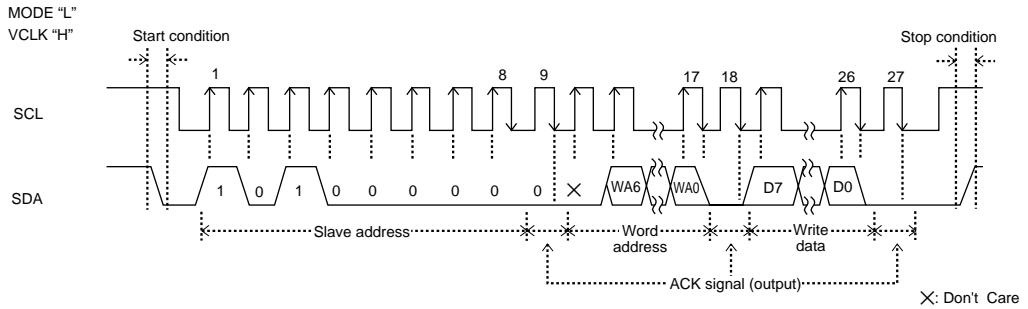 MODE “L”
VCLK “H”
Start condition
Stop condition
1 8 9 17 18 26 27
SCL
SDA
1 0 1 0 0 0 0 0 0 × WA6 WA0 D7 D0
Slave address
Word address
Write data
ACK signal (output)
×: Don't Care